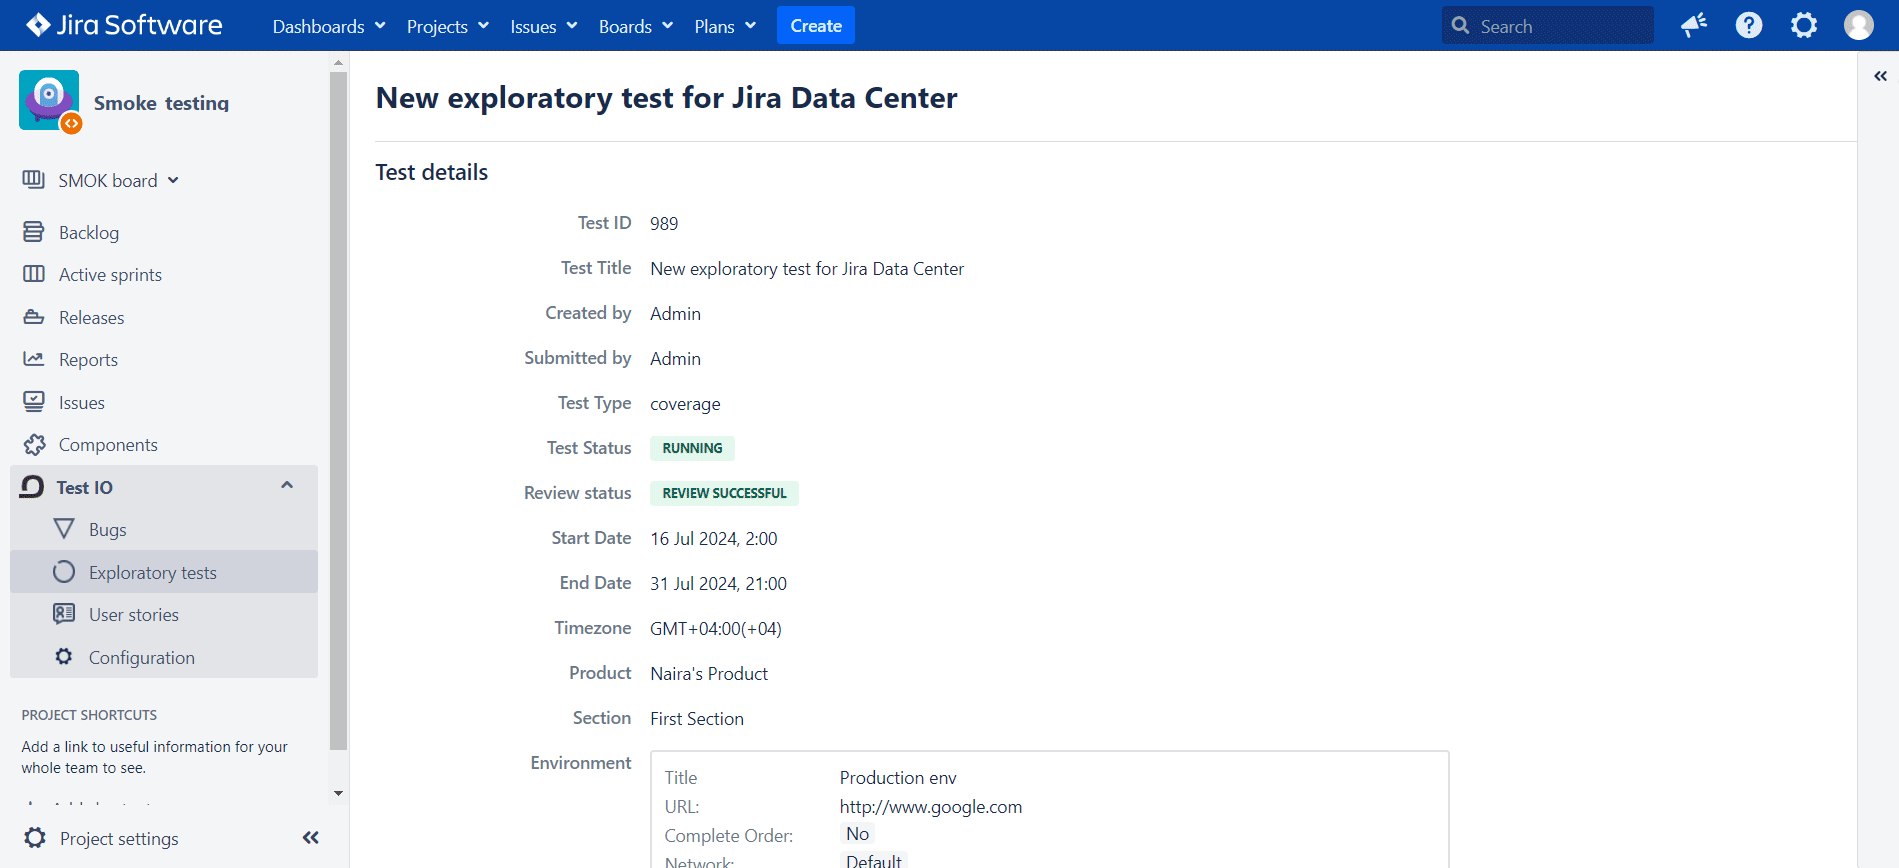 Jira Software
Dashboards
Projects
Issues
Boards
Plans
Create
Search
Smoke testing
SMOK board
Backlog
Active sprints
Releases
Reports
Issues
Components
Test IO
Bugs
Exploratory tests
User stories
Configuration
PROJECT SHORTCUTS
Add a link to useful information for your
whole team to see.
Project settings
New exploratory test for Jira Data Center
Test details
Test ID 989
Test Title New exploratory test for Jira Data Center
Created by Admin
Submitted by Admin
Test Type coverage
Test Status RUNNING
Review status REVIEW SUCCESSFUL
Start Date 16 Jul 2024, 2:00
End Date 31 Jul 2024, 21:00
Timezone GMT+04:00(+04)
Product Naira's Product
Section First Section
Environment
Title Production env
URL: http://www.google.com
Complete Order: No
Network: Default